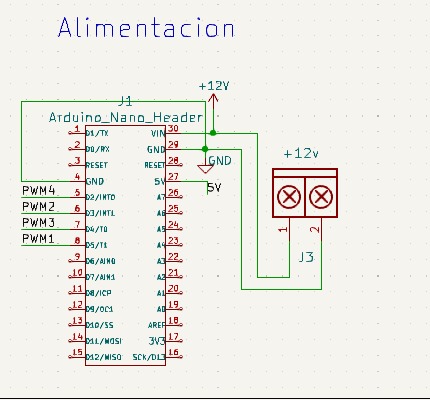 Alimentacion
+12V
J1
Arduino_Nano_Header
1 D1/TX VIN 30
2 D0/RX GND 29
3 RESET RESET 28
GND
4 GND 5V 27
5V
PWM4 5 D2/INT0 A7 26
PWM2 6 D3/INT1 A6 25
PWM3 7 D4/T0 A5 24
PWM1 8 D5/T1 A4 23
9 D6/AIN0 A3 22
10 D7/AIN1 A2 21
11 D8/ICP A1 20
12 D9/OC1 A0 19
13 D10/SS AREF 18
14 D11/MOSI 3V3 17
15 D12/MISO SCK/D13 16
+12v
1 2
J3